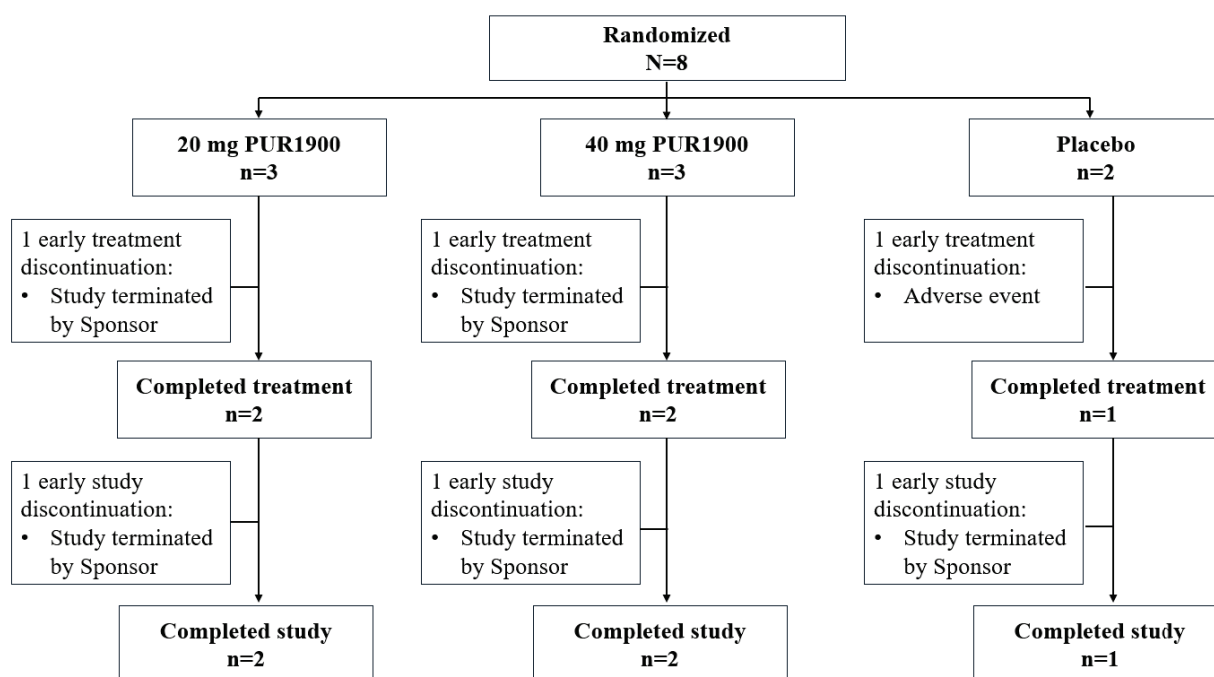 Randomized
N=8
20 mg PUR1900
n=3
40 mg PUR1900
n=3
Placebo
n=2
1 early treatment
discontinuation:
• Study terminated
by Sponsor
1 early treatment
discontinuation:
• Study terminated
by Sponsor
1 early treatment
discontinuation:
• Adverse event
Completed treatment
n=2
Completed treatment
n=2
Completed treatment
n=1
1 early study
discontinuation:
• Study terminated
by Sponsor
1 early study
discontinuation:
• Study terminated
by Sponsor
1 early study
discontinuation:
• Study terminated
by Sponsor
Completed study
n=2
Completed study
n=2
Completed study
n=1